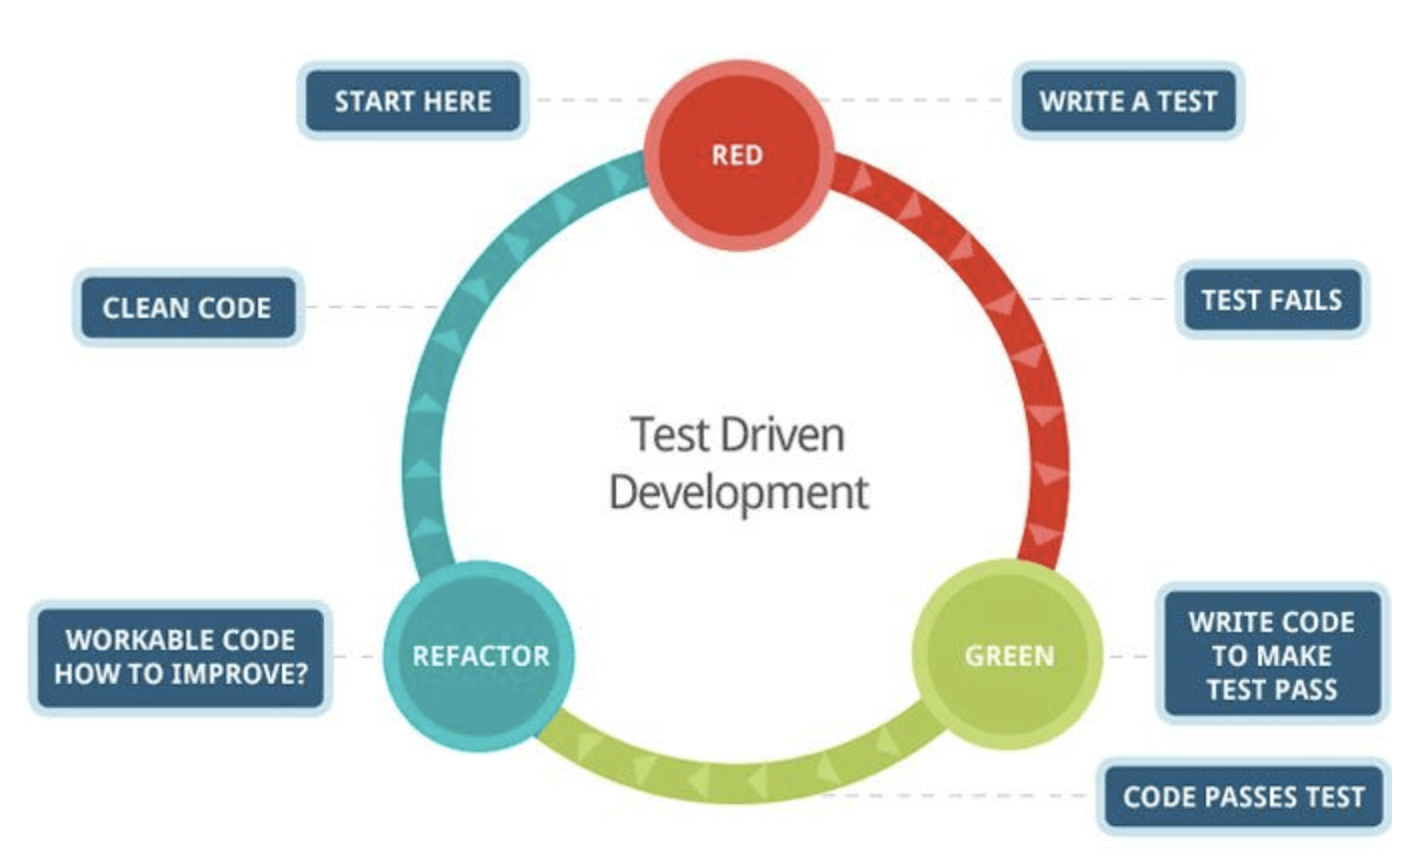 START HERE
RED
WRITE A TEST
CLEAN CODE
TEST FAILS
Test Driven
Development
WORKABLE CODE
HOW TO IMPROVE?
REFACTOR
GREEN
WRITE CODE
TO MAKE
TEST PASS
CODE PASSES TEST